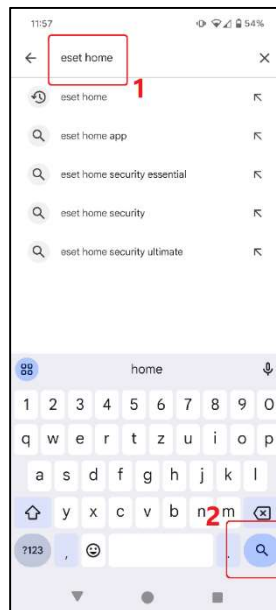 11:57 54%
eset home
1
eset home
eset home app
eset home security essential
eset home security
eset home security ultimate
home
1 2 3 4 5 6 7 8 9 0
q w e r t z u i o p
a s d f g h j k l
y x c v b n m
2
?123 , .